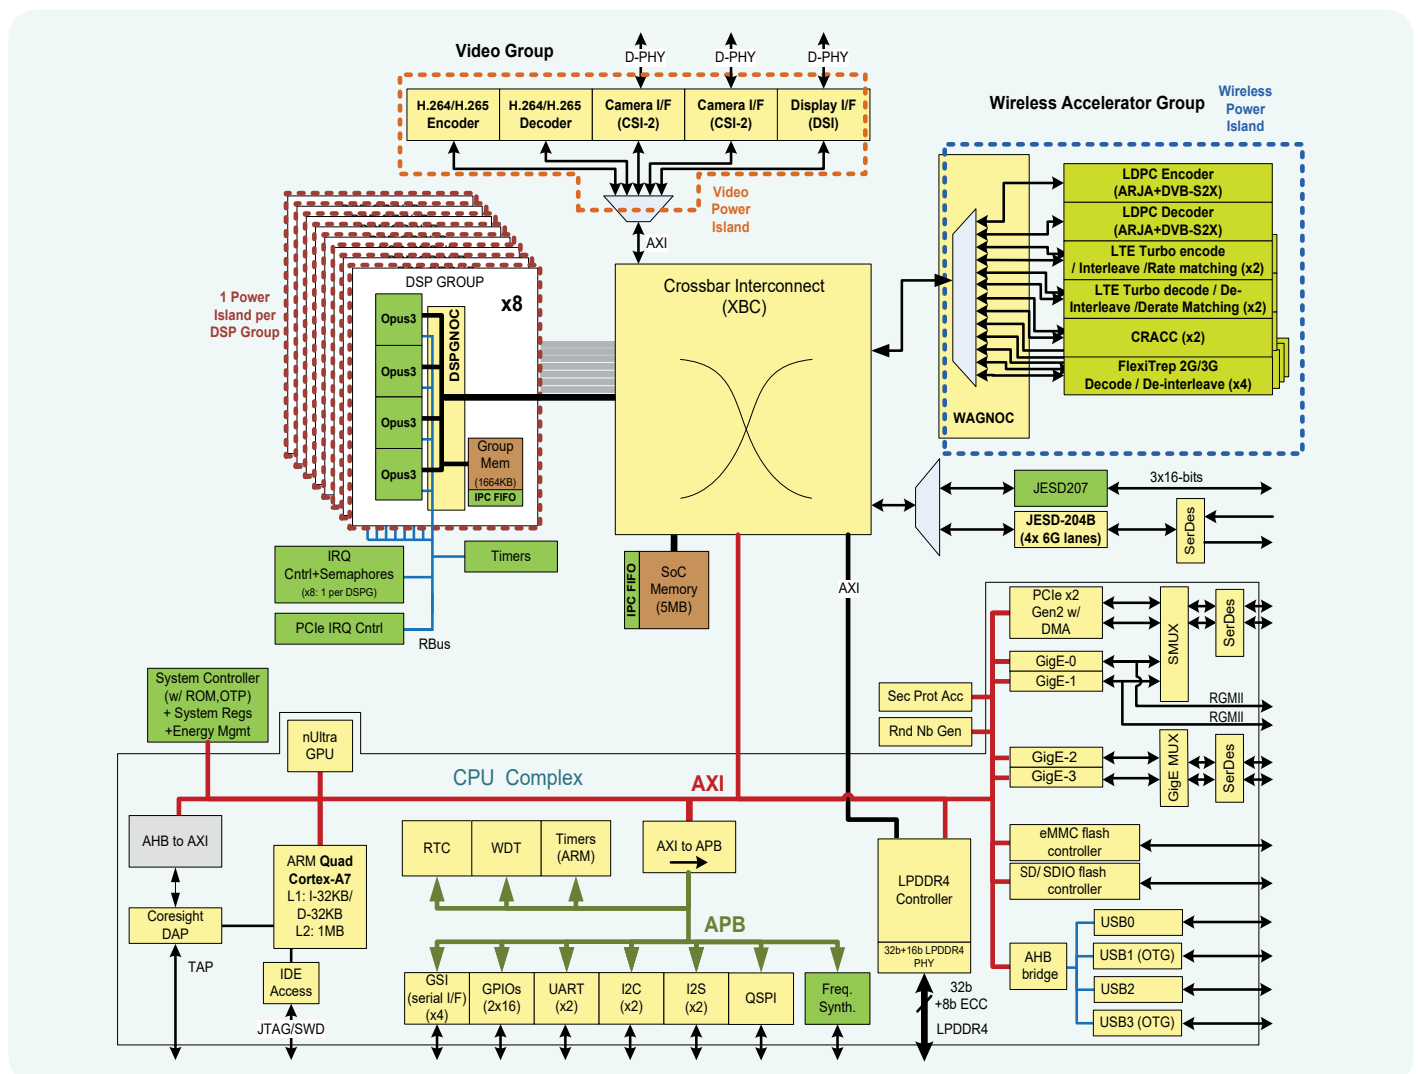 Video Group
D-PHY
D-PHY
D-PHY
H.264/H.265
Encoder
H.264/H.265
Decoder
Camera I/F
(CSI-2)
Camera I/F
(CSI-2)
Display I/F
(DSI)
Video
Power
Island
AXI
Wireless Accelerator Group
Wireless
Power
Island
LDPC Encoder
(ARJA+DVB-S2X)
LDPC Decoder
(ARJA+DVB-S2X)
LTE Turbo encode
/ Interleave /Rate matching (x2)
LTE Turbo decode / De-
Interleave /Derate Matching (x2)
CRACC (x2)
FlexiTrep 2G/3G
Decode / De-interleave (x4)
WAGNOC
1 Power
Island per
DSP Group
DSP GROUP
x8
Opus3
Opus3
Opus3
Opus3
DSPGNOC
Group
Mem
(1664KB)
IPC FIFO
Crossbar Interconnect
(XBC)
JESD207
3x16-bits
JESD-204B
(4x 6G lanes)
SerDes
IRQ
Cntrl+Semaphores
(x8: 1 per DSPG)
Timers
PCIe IRQ Cntrl
RBus
IPC FIFO
SoC
Memory
(5MB)
AXI
PCIe x2
Gen2 w/
DMA
GigE-0
GigE-1
SMUX
SerDes
RGMII
RGMII
Sec Prot Acc
Rnd Nb Gen
GigE-2
GigE-3
GigE MUX
SerDes
System Controller
(w/ ROM,OTP)
+ System Regs
+Energy Mgmt
nUltra
GPU
CPU Complex
AXI
AHB to AXI
ARM Quad
Cortex-A7
L1: I-32KB/
D-32KB
L2: 1MB
Coresight
DAP
TAP
IDE
Access
JTAG/SWD
RTC
WDT
Timers
(ARM)
AXI to APB
APB
GSI
(serial I/F)
(x4)
GPIOs
(2x16)
UART
(x2)
I2C
(x2)
I2S
(x2)
QSPI
Freq.
Synth.
LPDDR4
Controller
32b+16b LPDDR4
PHY
32b
+8b ECC
LPDDR4
eMMC flash
controller
SD/ SDIO flash
controller
AHB
bridge
USB0
USB1 (OTG)
USB2
USB3 (OTG)